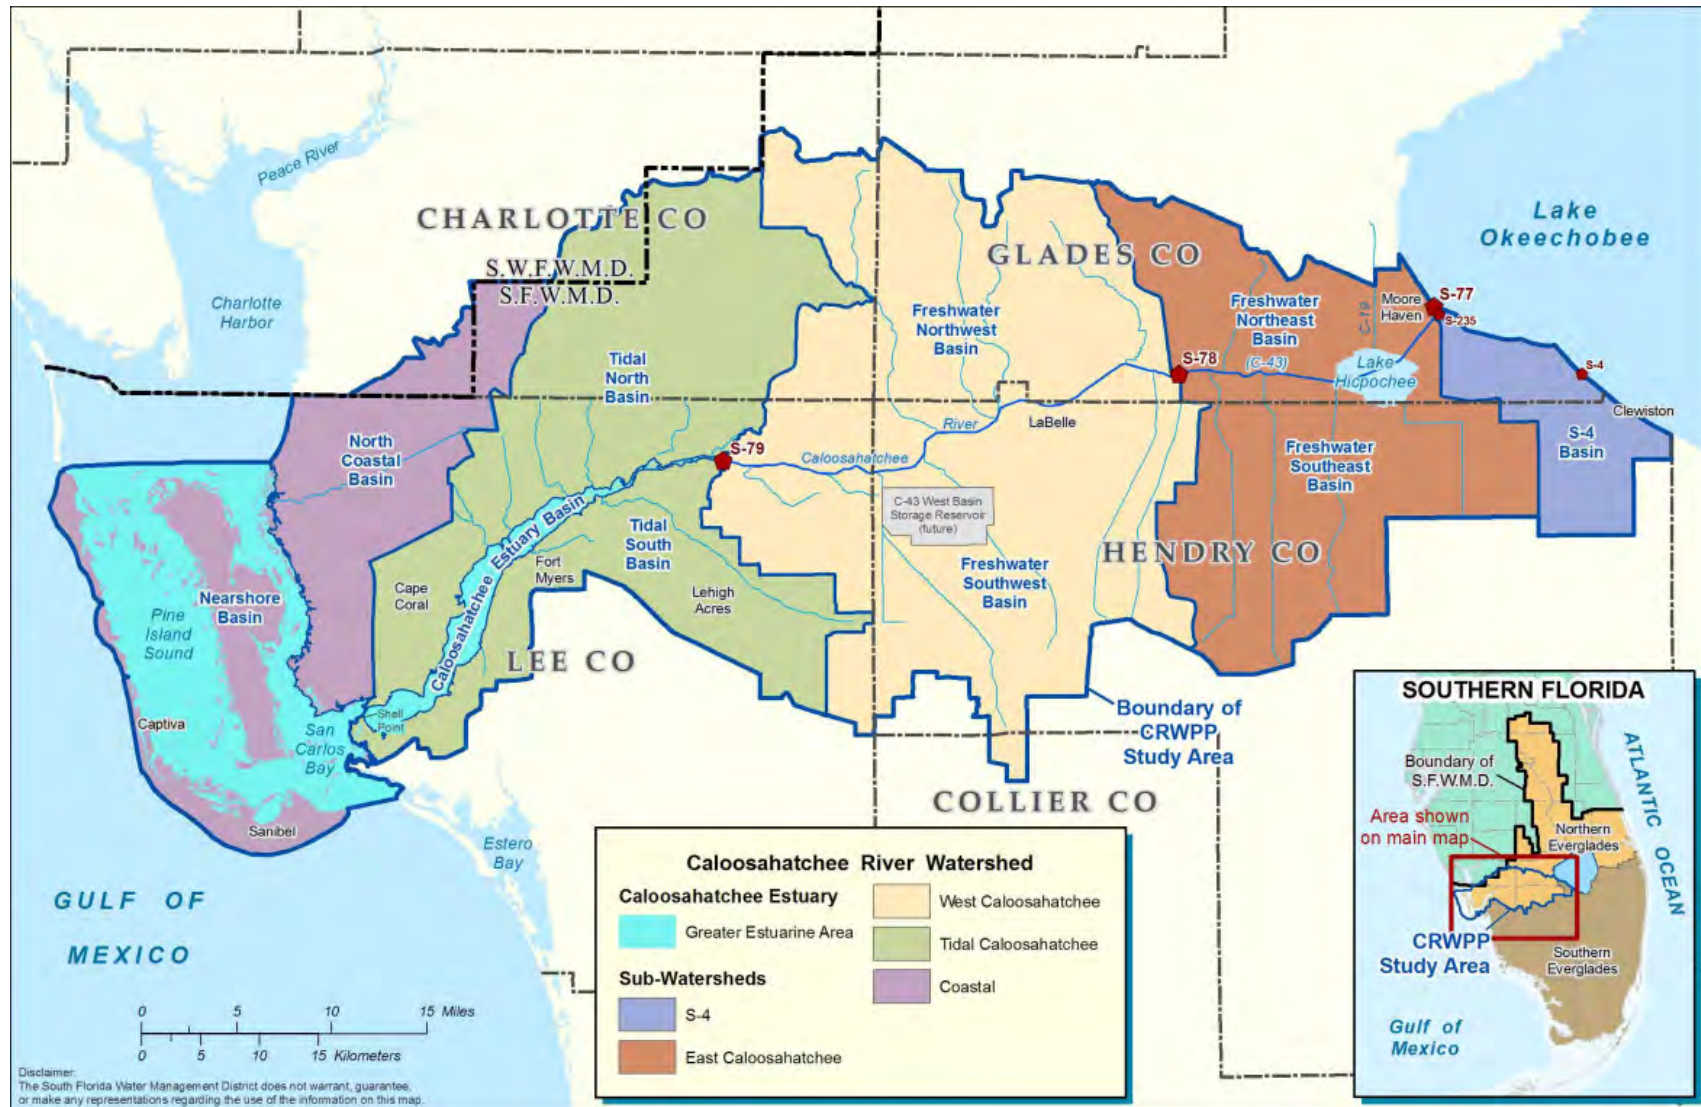 Peace River
CHARLOTTE CO
S.W.F.W.M.D.
S.F.W.M.D.
Charlotte
Harbor
GLADES CO
Lake
Okeechobee
Freshwater
Northwest
Basin
Freshwater
Northeast
Basin
(C-43)
C-19
Moore
Haven
S-77
S-235
S-4
Lake
Hicpochee
S-78
Clewiston
S-4
Basin
Tidal
North
Basin
North
Coastal
Basin
S-79
Caloosahatchee
River
LaBelle
Freshwater
Southeast
Basin
C-43 West Basin
Storage Reservoir
(future)
HENDRY CO
Freshwater
Southwest
Basin
Tidal
South
Basin
Caloosahatchee Estuary Basin
Fort
Myers
Cape
Coral
Lehigh
Acres
Nearshore
Basin
Pine
Island
Sound
LEE CO
Shell
Point
Captiva
San
Carlos
Bay
Sanibel
Estero
Bay
Boundary of
CRWPP
Study Area
COLLIER CO
GULF OF
MEXICO
0 5 10 15 Miles
0 5 10 15 Kilometers
Disclaimer:
The South Florida Water Management District does not warrant, guarantee,
or make any representations regarding the use of the information on this map.
Caloosahatchee River Watershed
Caloosahatchee Estuary
Greater Estuarine Area
Sub-Watersheds
S-4
East Caloosahatchee
West Caloosahatchee
Tidal Caloosahatchee
Coastal
SOUTHERN FLORIDA
Boundary of
S.F.W.M.D.
Area shown
on main map
Northern
Everglades
ATLANTIC OCEAN
CRWPP
Study Area
Southern
Everglades
Gulf of
Mexico